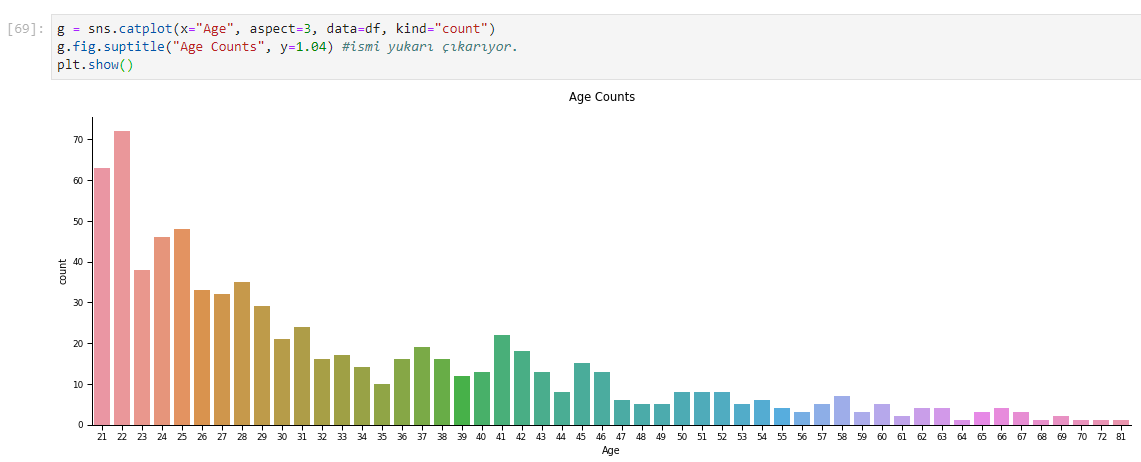 [69]: g = sns.catplot(x="Age", aspect=3, data=df, kind="count")
g.fig.suptitle("Age Counts", y=1.04) #ismi yukarı çıkarıyor.
plt.show()
Age Counts
70
60
50
40
30
20
10
0
count
21 22 23 24 25 26 27 28 29 30 31 32 33 34 35 36 37 38 39 40 41 42 43 44 45 46 47 48 49 50 51 52 53 54 55 56 57 58 59 60 61 62 63 64 65 66 67 68 69 70 72 81
Age